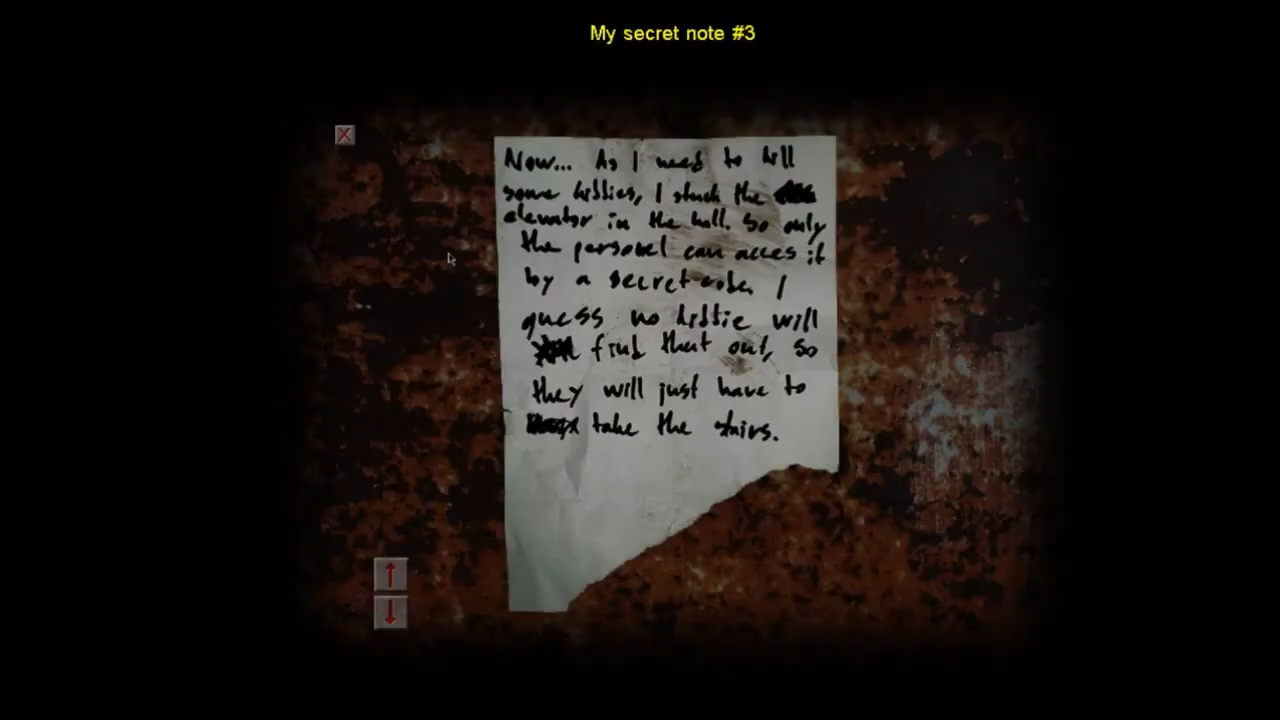 My secret note #3
Now... As I need to kill
some kiddies, I stuck the
elevator in the hall. So only
the personel can acces it
by a secret code. I
guess no kiddie will
find that out, so
they will just have to
take the stairs.